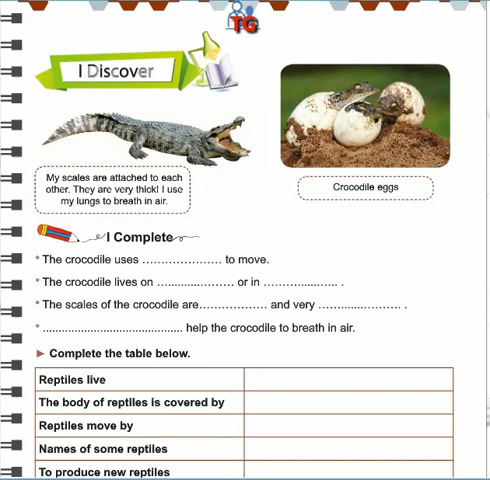 TG
I Discover
My scales are attached to each
other. They are very thick! I use
my lungs to breath in air.
Crocodile eggs
I Complete
* The crocodile uses ………………… to move.
* The crocodile lives on …............……… or in ………….......…... .
* The scales of the crocodile are……………… and very …….......………. .
* .............................................. help the crocodile to breath in air.
► Complete the table below.
Reptiles live
The body of reptiles is covered by
Reptiles move by
Names of some reptiles
To produce new reptiles